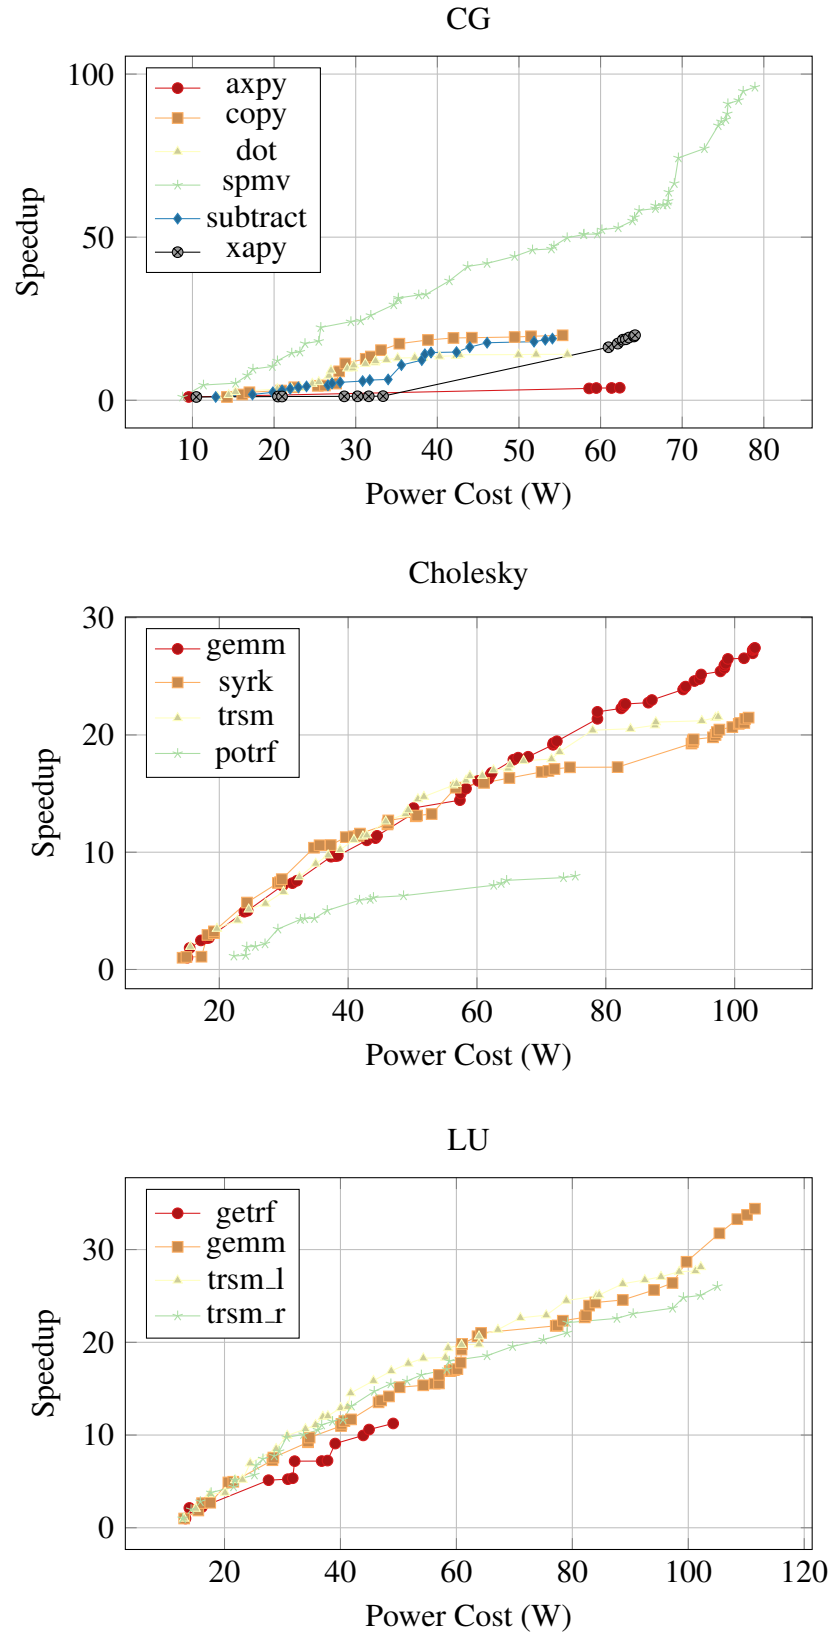 CG
100
50
0
Speedup
axpy
copy
dot
spmv
subtract
xapy
10 20 30 40 50 60 70 80
Power Cost (W)
Cholesky
30
20
10
0
Speedup
gemm
syrk
trsm
potrf
20 40 60 80 100
Power Cost (W)
LU
30
20
10
0
Speedup
getrf
gemm
trsm_l
trsm_r
20 40 60 80 100 120
Power Cost (W)